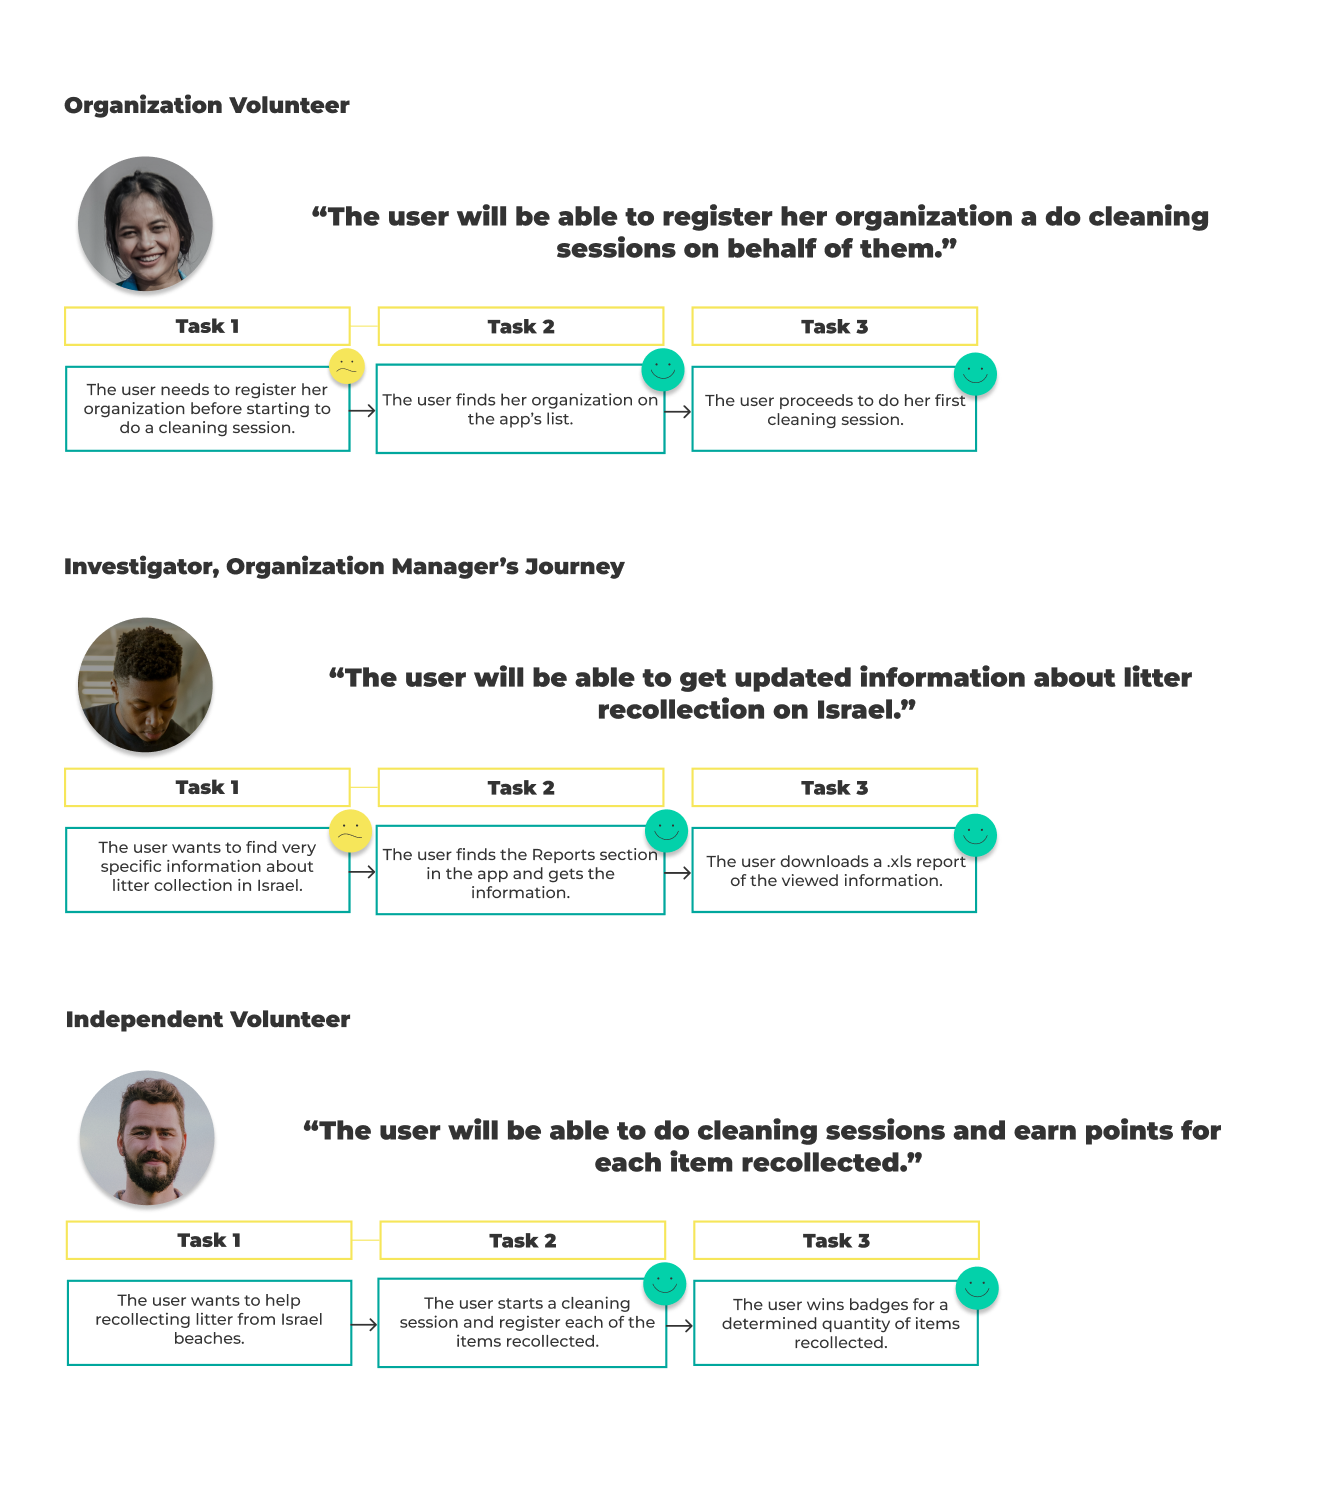 Organization Volunteer
“The user will be able to register her organization a do cleaning
sessions on behalf of them.”
Task 1
Task 2
Task 3
The user needs to register her
organization before starting to
do a cleaning session.
The user finds her organization on
the app’s list.
The user proceeds to do her first
cleaning session.
Investigator, Organization Manager’s Journey
“The user will be able to get updated information about litter
recollection on Israel.”
Task 1
Task 2
Task 3
The user wants to find very
specific information about
litter collection in Israel.
The user finds the Reports section
in the app and gets the
information.
The user downloads a .xls report
of the viewed information.
Independent Volunteer
“The user will be able to do cleaning sessions and earn points for
each item recollected.”
Task 1
Task 2
Task 3
The user wants to help
recollecting litter from Israel
beaches.
The user starts a cleaning
session and register each of the
items recollected.
The user wins badges for a
determined quantity of items
recollected.